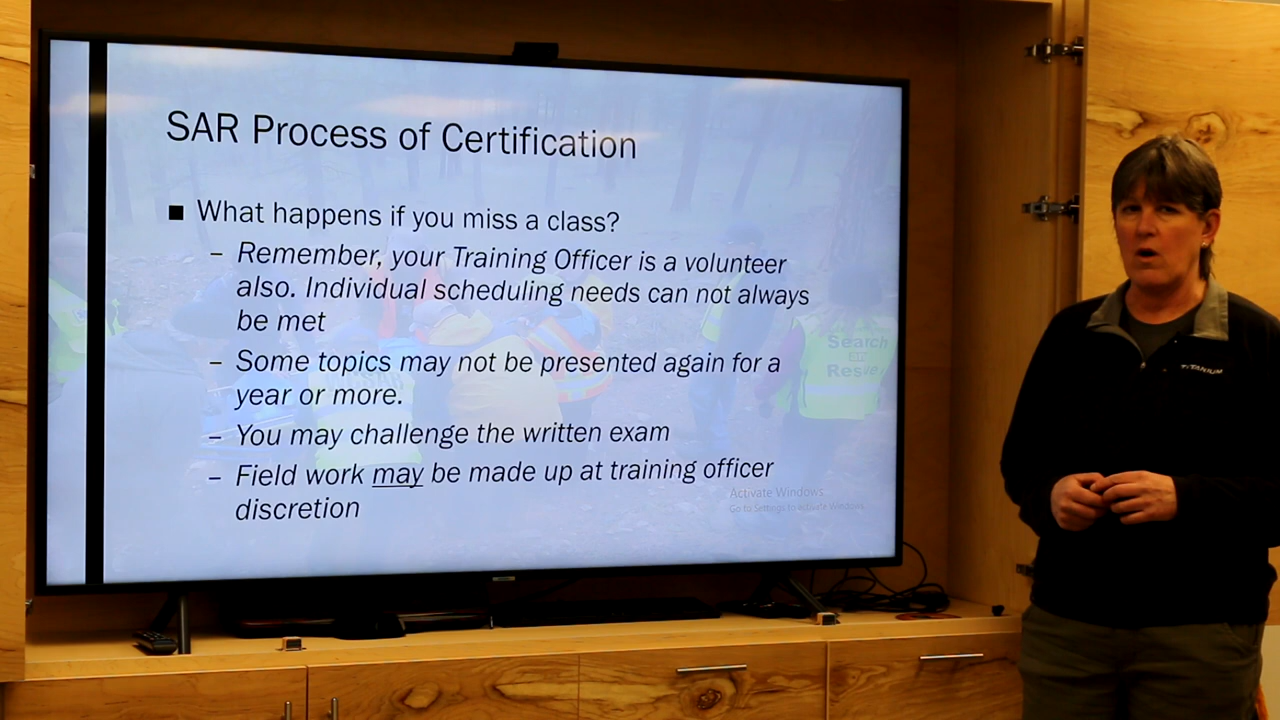 SAR Process of Certification
■ What happens if you miss a class?
– Remember, your Training Officer is a volunteer
also. Individual scheduling needs can not always
be met
– Some topics may not be presented again for a
year or more.
– You may challenge the written exam
– Field work may be made up at training officer
discretion
Search
Activate Windows
Go to Settings to activate Windows.
TITANIUM